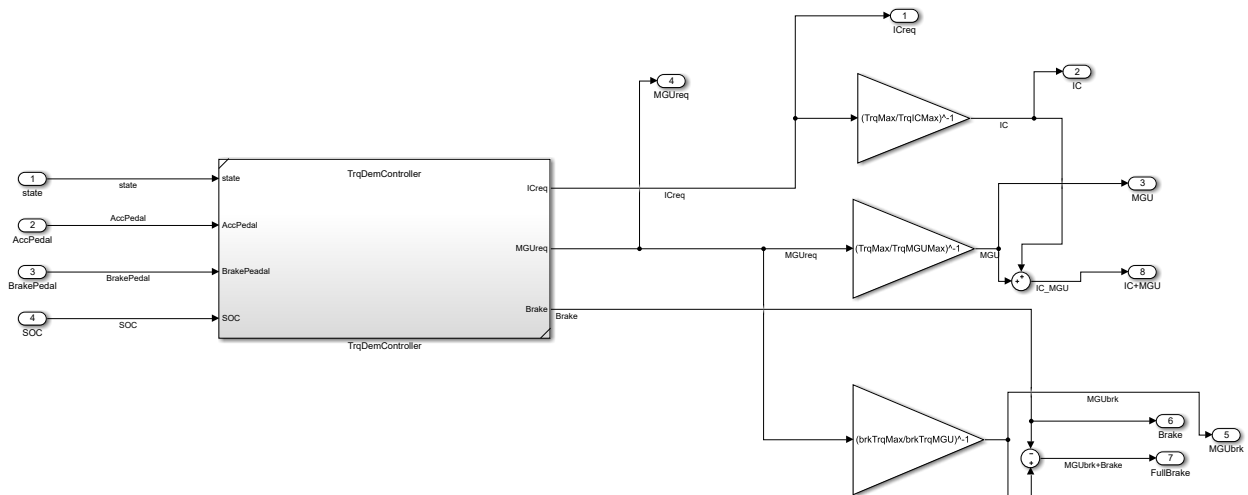 1
ICreq
2
IC
4
MGUreq
(TrqMax/TrqICMax)^-1
IC
TrqDemController
1
state
state
state
ICreq
ICreq
3
MGU
2
AccPedal
AccPedal
AccPedal
MGUreq
MGUreq
(TrqMax/TrqMGUMax)^-1
MGU
3
BrakePedal
BrakePedal
BrakePeadal
+
+
IC_MGU
8
IC+MGU
4
SOC
SOC
SOC
Brake
Brake
TrqDemController
MGUbrk
(brkTrqMax/brkTrqMGU)^-1
6
Brake
5
MGUbrk
−
+
MGUbrk+Brake
7
FullBrake